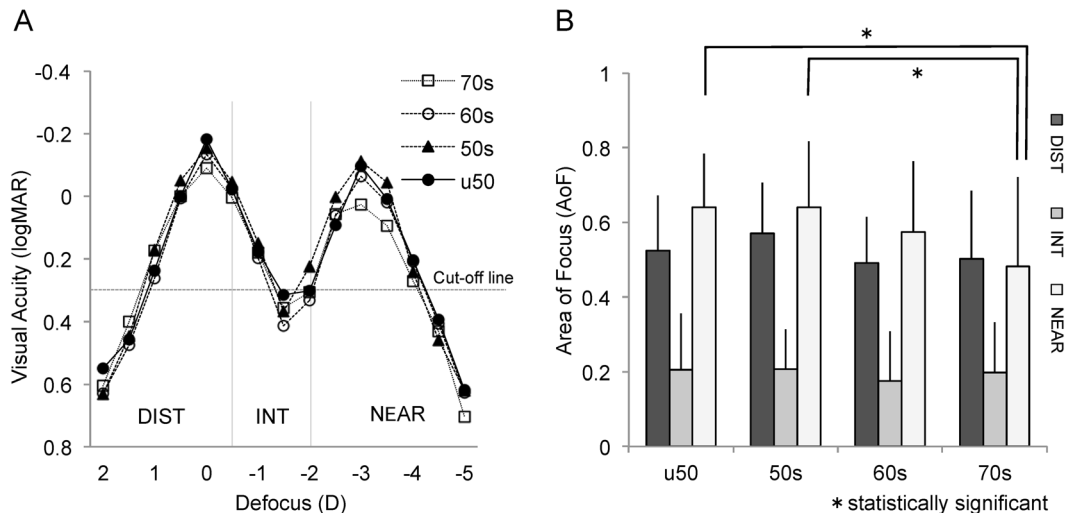 A
-0.4
-0.2
0
0.2
0.4
0.6
0.8
Visual Acuity (logMAR)
70s
60s
50s
u50
Cut-off line
DIST INT NEAR
2 1 0 -1 -2 -3 -4 -5
Defocus (D)
B
* 
*
1
0.8
0.6
0.4
0.2
0
Area of Focus (AoF)
DIST
INT
NEAR
u50 50s 60s 70s
* statistically significant